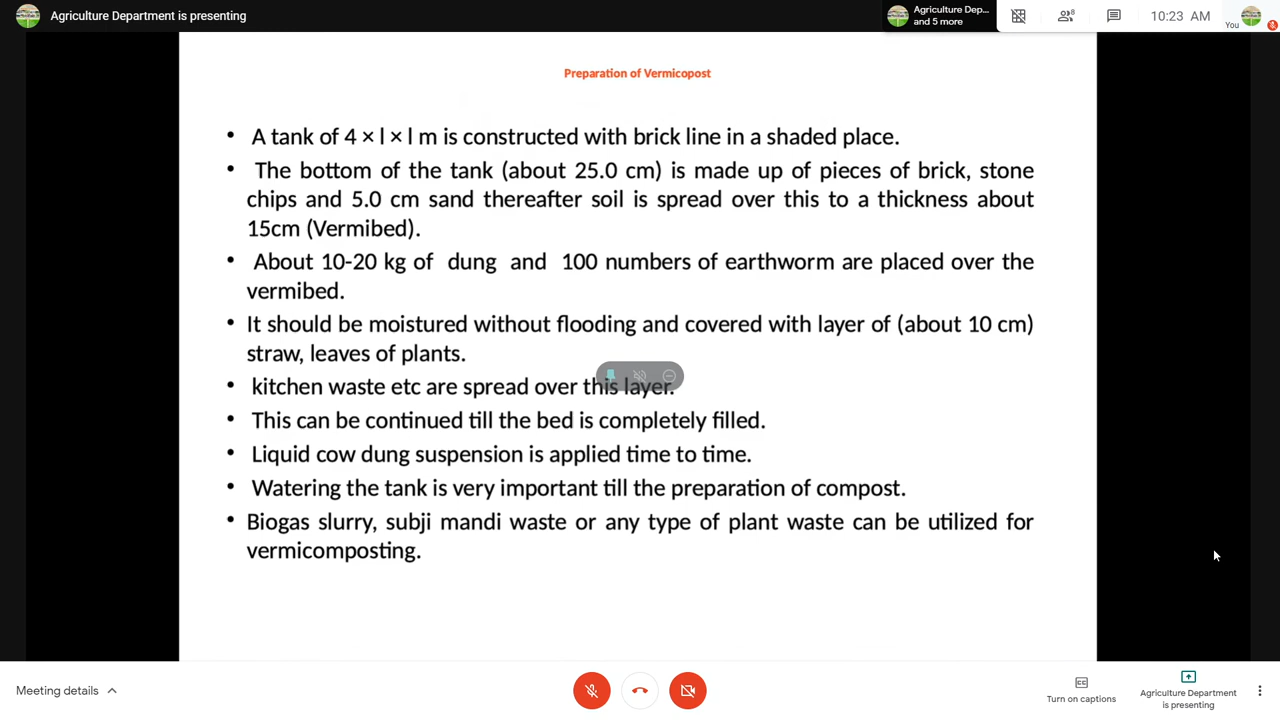 Agriculture Department is presenting
Agriculture Dep...
and 5 more
8
10:23 AM
You
Preparation of Vermicopost
• A tank of 4 × l × l m is constructed with brick line in a shaded place.
• The bottom of the tank (about 25.0 cm) is made up of pieces of brick, stone
chips and 5.0 cm sand thereafter soil is spread over this to a thickness about
15cm (Vermibed).
• About 10-20 kg of dung and 100 numbers of earthworm are placed over the
vermibed.
• It should be moistured without flooding and covered with layer of (about 10 cm)
straw, leaves of plants.
• kitchen waste etc are spread over this layer.
• This can be continued till the bed is completely filled.
• Liquid cow dung suspension is applied time to time.
• Watering the tank is very important till the preparation of compost.
• Biogas slurry, subji mandi waste or any type of plant waste can be utilized for
vermicomposting.
Meeting details
CC
Turn on captions
Agriculture Department
is presenting